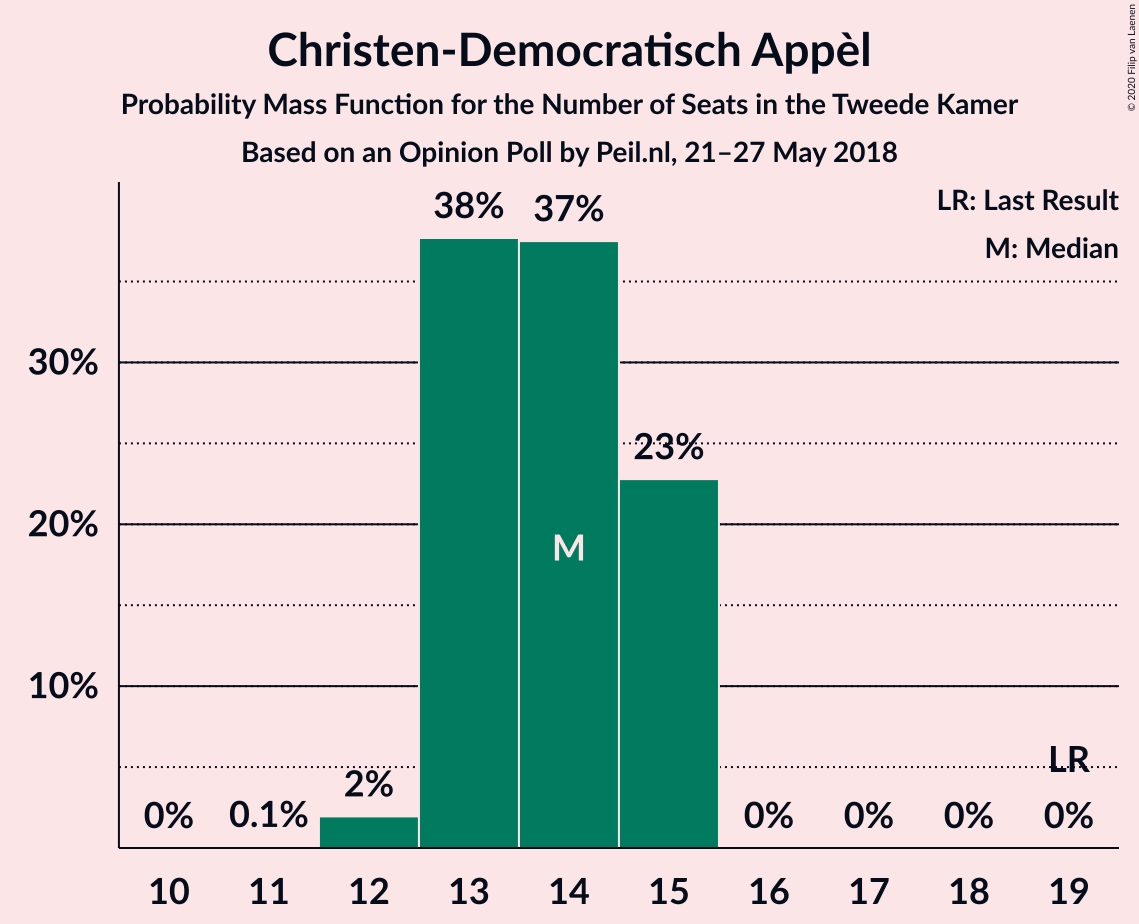 Christen-Democratisch Appèl
Probability Mass Function for the Number of Seats in the Tweede Kamer
Based on an Opinion Poll by Peil.nl, 21–27 May 2018
© 2020 Filip van Laenen
LR: Last Result
M: Median
38%
37%
30%
23%
20%
M
10%
LR
2%
0%
0.1%
0%
0%
0%
0%
10
11
12
13
14
15
16
17
18
19